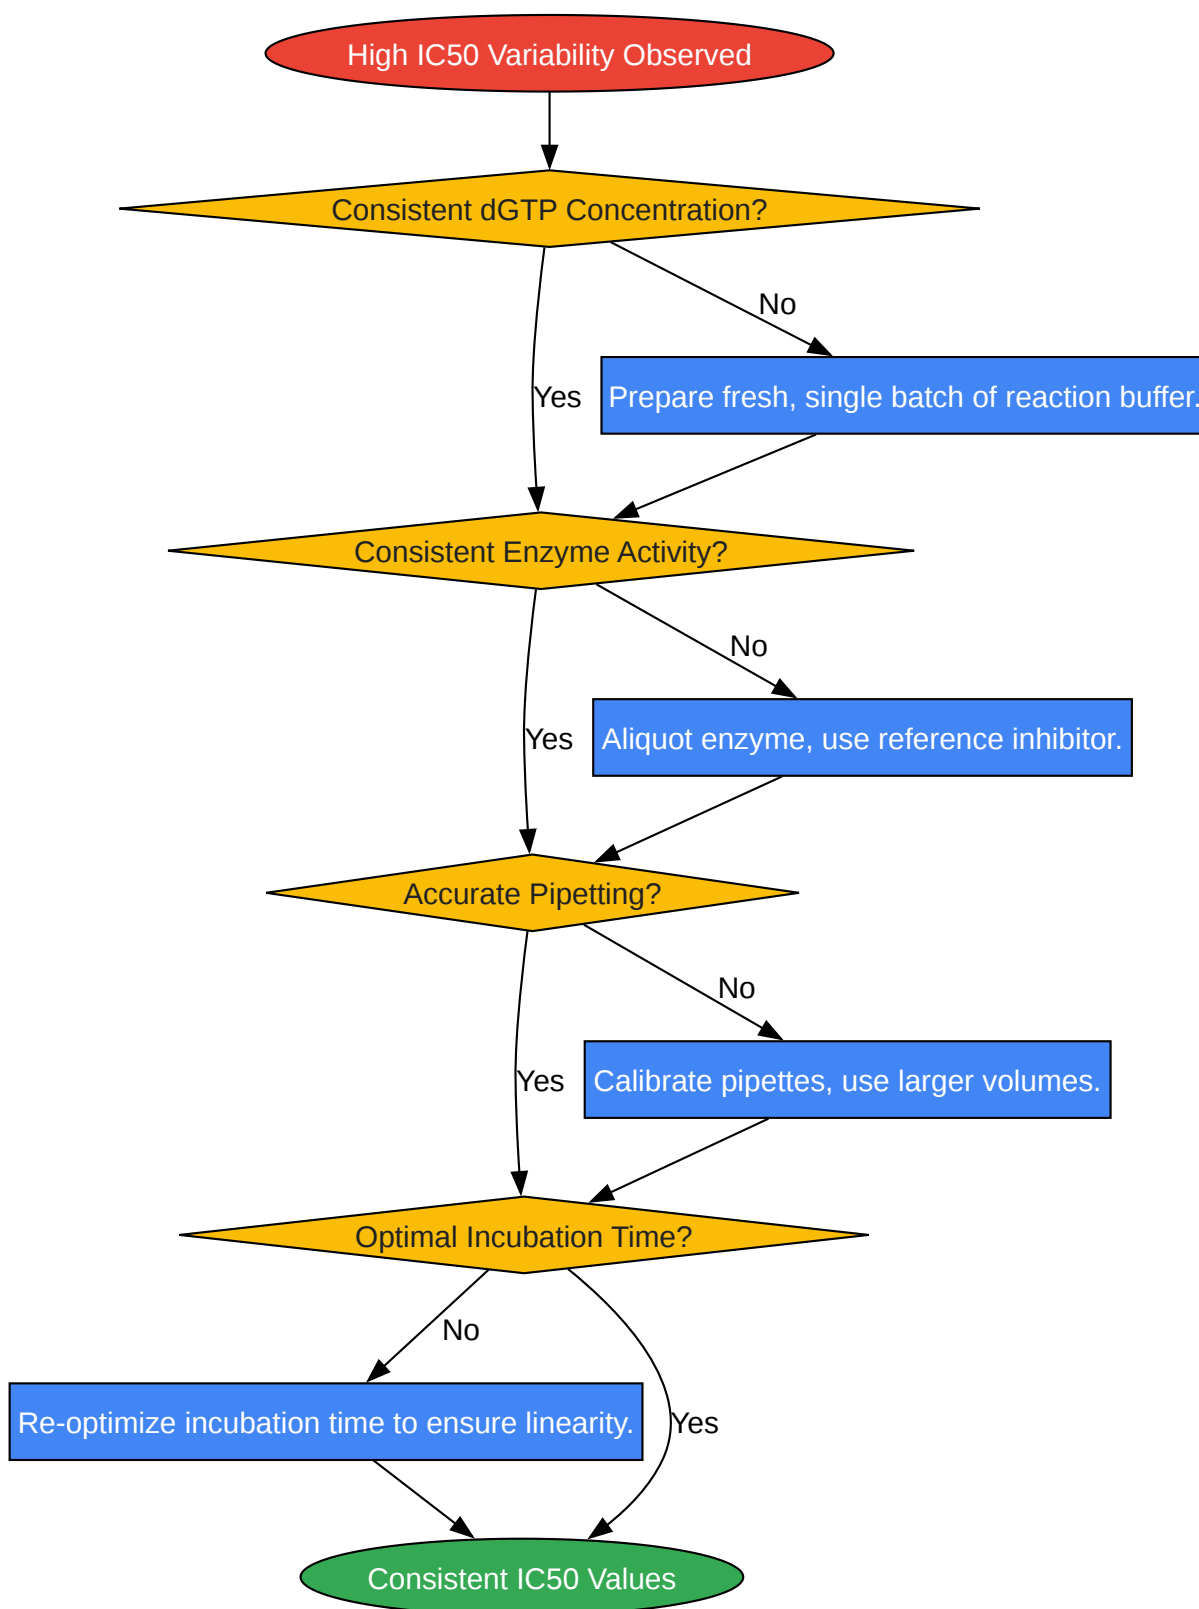 High IC50 Variability Observed
Consistent dGTP Concentration?
No
Yes
Prepare fresh, single batch of reaction buffer.
Consistent Enzyme Activity?
No
Yes
Aliquot enzyme, use reference inhibitor.
Accurate Pipetting?
No
Yes
Calibrate pipettes, use larger volumes.
Optimal Incubation Time?
No
Re-optimize incubation time to ensure linearity.
Yes
Consistent IC50 Values